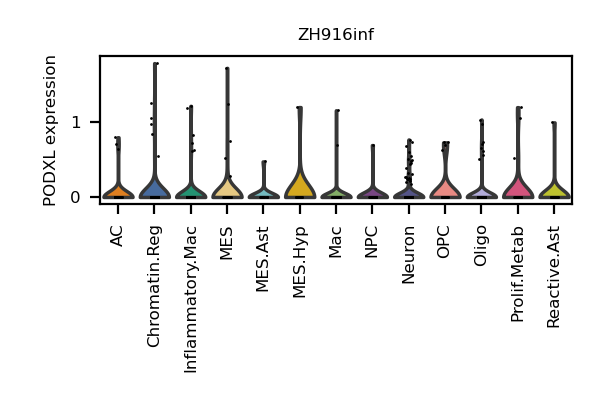 ZH916inf
PODXL expression
1
0
AC
Chromatin.Reg
Inflammatory.Mac
MES
MES.Ast
MES.Hyp
Mac
NPC
Neuron
OPC
Oligo
Prolif.Metab
Reactive.Ast